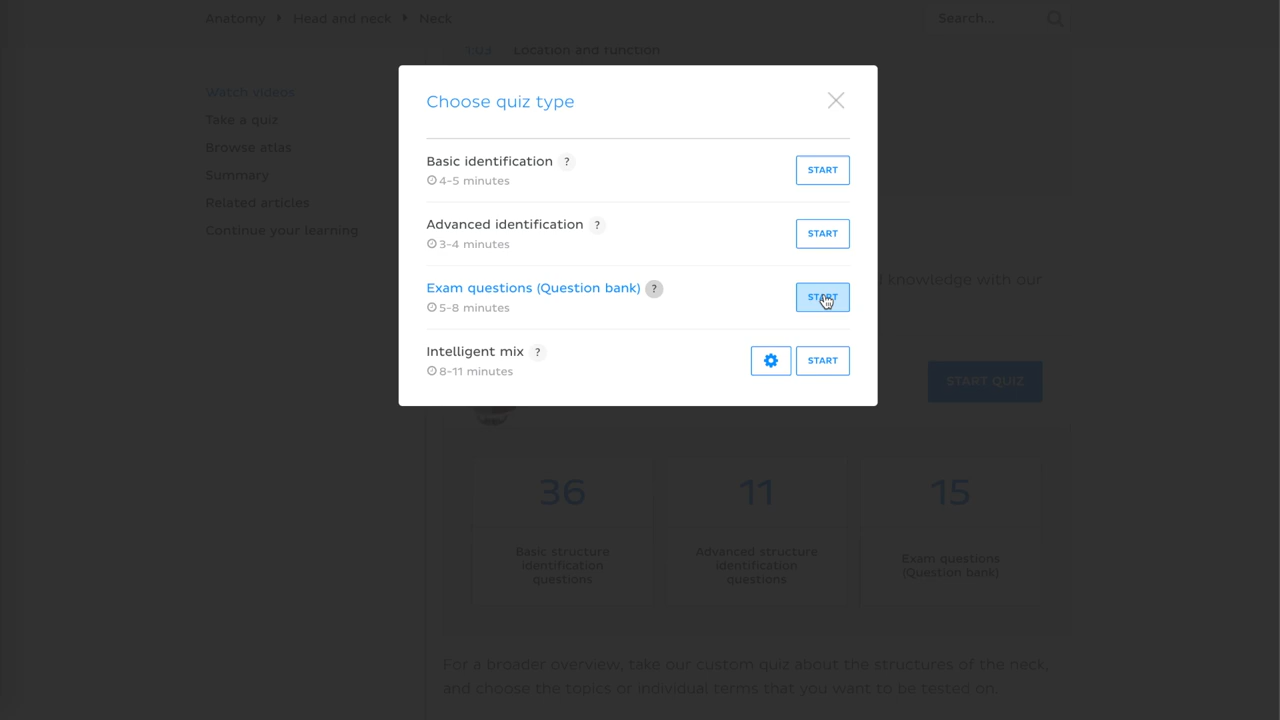 Anatomy Head and neck Neck
Search...
1:03 Location and function
Watch videos
Take a quiz
Browse atlas
Summary
Related articles
Continue your learning
Choose quiz type
Basic identification ?
4-5 minutes
START
Advanced identification ?
3-4 minutes
START
Exam questions (Question bank) ?
5-8 minutes
START
Intelligent mix ?
8-11 minutes
START
knowledge with our
START QUIZ
36
Basic structure
identification
questions
11
Advanced structure
identification
questions
15
Exam questions
(Question bank)
For a broader overview, take our custom quiz about the structures of the neck,
and choose the topics or individual terms that you want to be tested on.